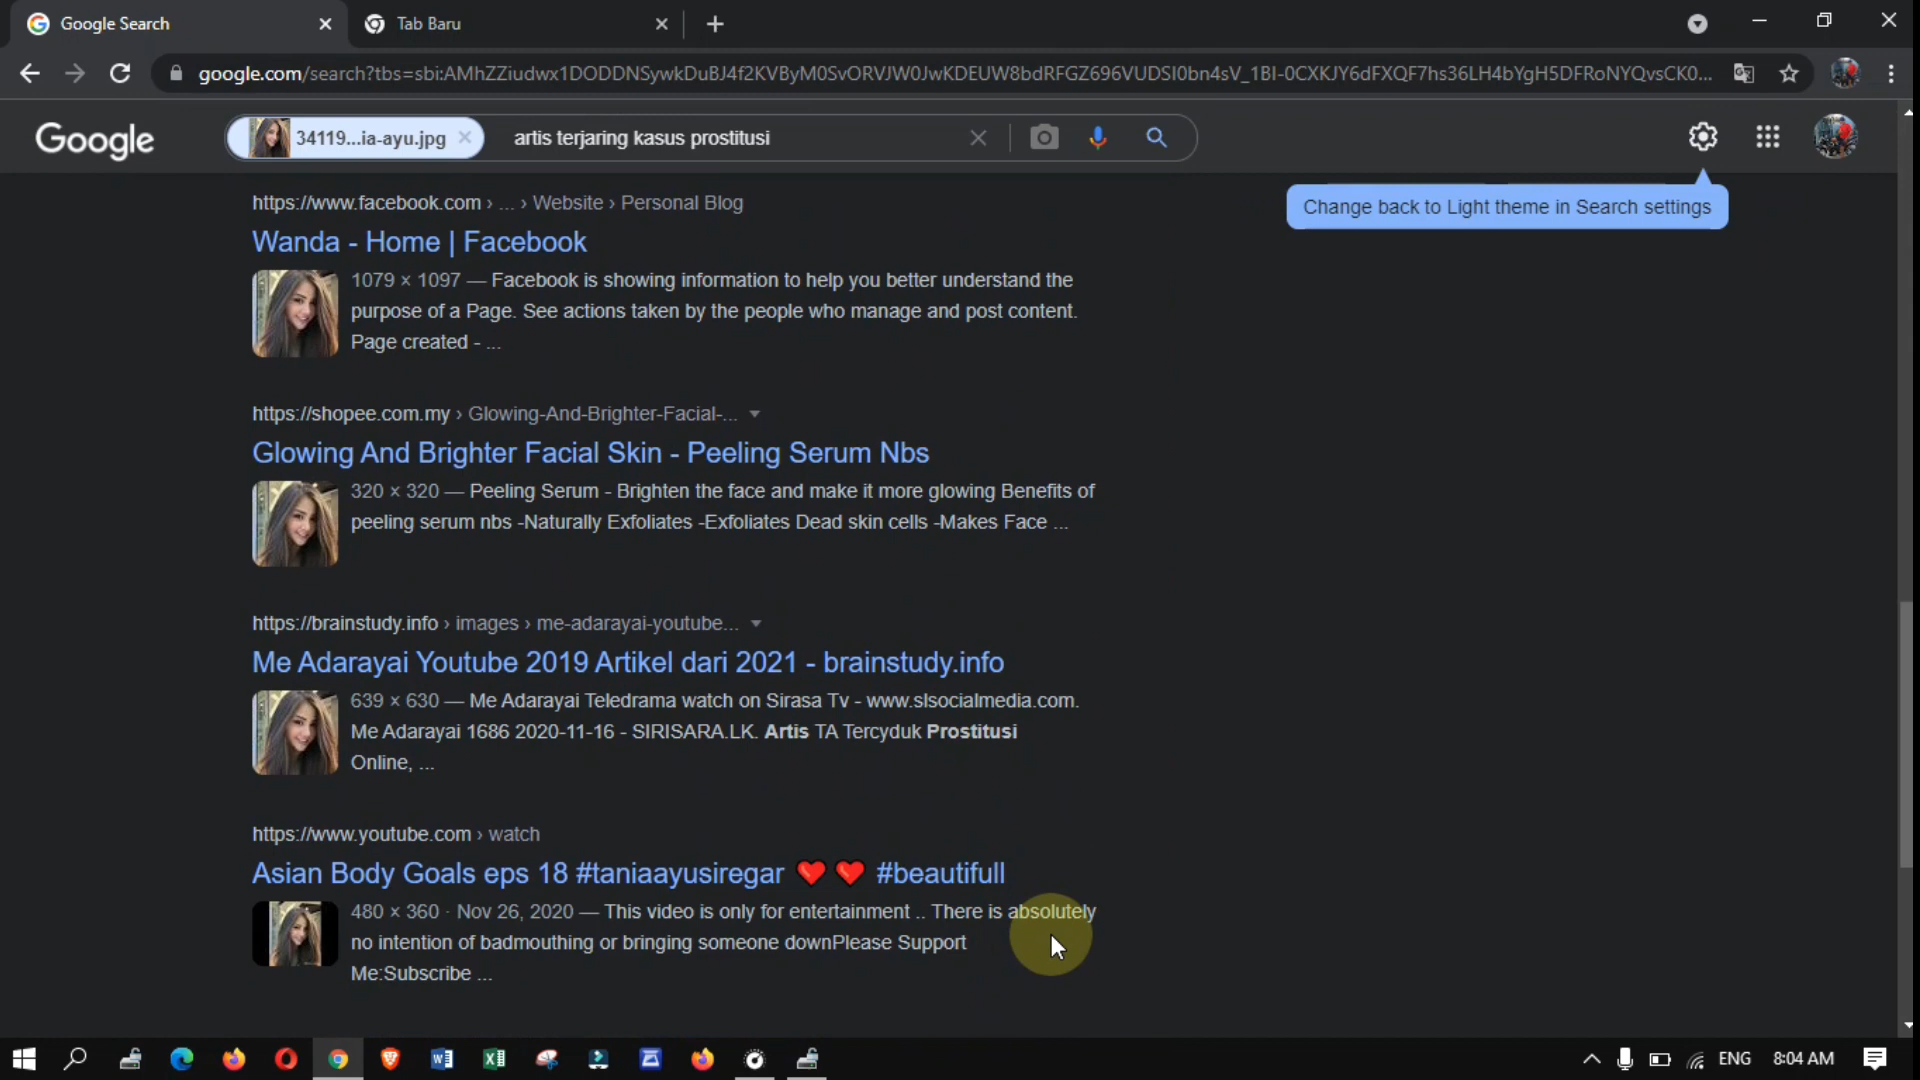 Google Search
Tab Baru
google.com/search?tbs=sbi:AMhZZiudwx1DODDNSywkDuBJ4f2KVByM0SvORVJW0JwKDEUW8bdRFGZ696VUDSI0bn4sV_1BI-0CXKJY6dFXQF7hs36LH4bYgH5DFRoNYQvsCK0...
Google
34119...ia-ayu.jpg
artis terjaring kasus prostitusi
Change back to Light theme in Search settings
https://www.facebook.com › ... › Website › Personal Blog
Wanda - Home | Facebook
1079 × 1097 — Facebook is showing information to help you better understand the
purpose of a Page. See actions taken by the people who manage and post content.
Page created - ...
https://shopee.com.my › Glowing-And-Brighter-Facial-...
Glowing And Brighter Facial Skin - Peeling Serum Nbs
320 × 320 — Peeling Serum - Brighten the face and make it more glowing Benefits of
peeling serum nbs -Naturally Exfoliates -Exfoliates Dead skin cells -Makes Face ...
https://brainstudy.info › images › me-adarayai-youtube...
Me Adarayai Youtube 2019 Artikel dari 2021 - brainstudy.info
639 × 630 — Me Adarayai Teledrama watch on Sirasa Tv - www.slsocialmedia.com.
Me Adarayai 1686 2020-11-16 - SIRISARA.LK. Artis TA Tercyduk Prostitusi
Online, ...
https://www.youtube.com › watch
Asian Body Goals eps 18 #taniaayusiregar ❤️❤️ #beautifull
480 × 360 · Nov 26, 2020 — This video is only for entertainment .. There is absolutely
no intention of badmouthing or bringing someone downPlease Support
Me:Subscribe ...
ENG
8:04 AM